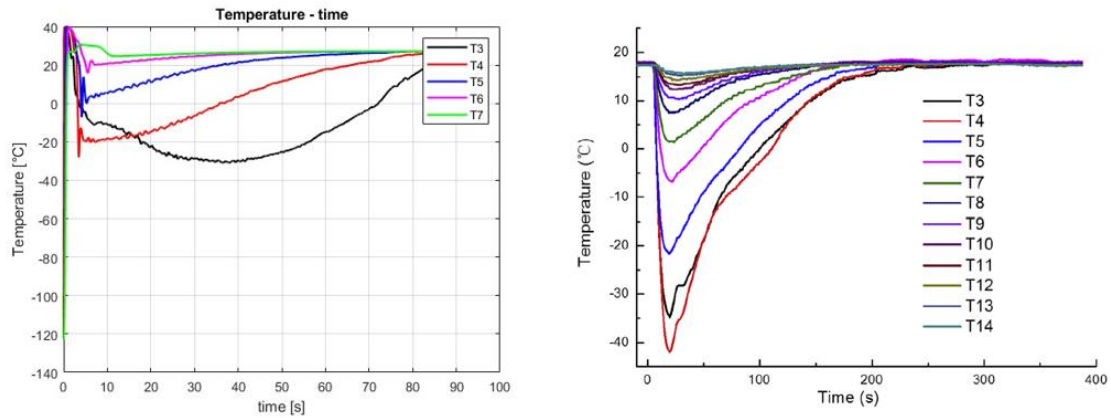 Temperature - time
40
20
0
-20
-40
-60
-80
-100
-120
-140
Temperature [°C]
0 10 20 30 40 50 60 70 80 90 100
time [s]
T3
T4
T5
T6
T7
20
10
0
-10
-20
-30
-40
Temperature (℃)
0 100 200 300 400
Time (s)
T3
T4
T5
T6
T7
T8
T9
T10
T11
T12
T13
T14